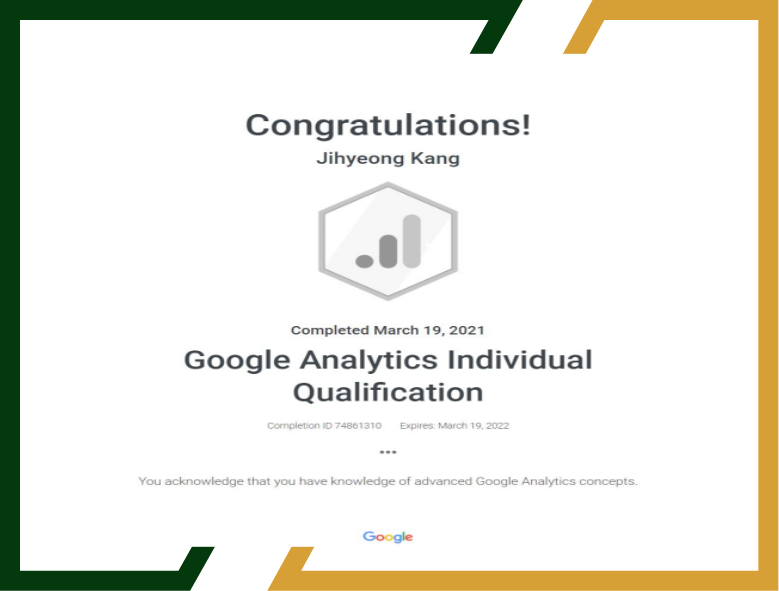 Congratulations!
Jihyeong Kang
Completed March 19, 2021
Google Analytics Individual
Qualification
Completion ID 74861310 Expires: March 19, 2022
•••
You acknowledge that you have knowledge of advanced Google Analytics concepts.
Google